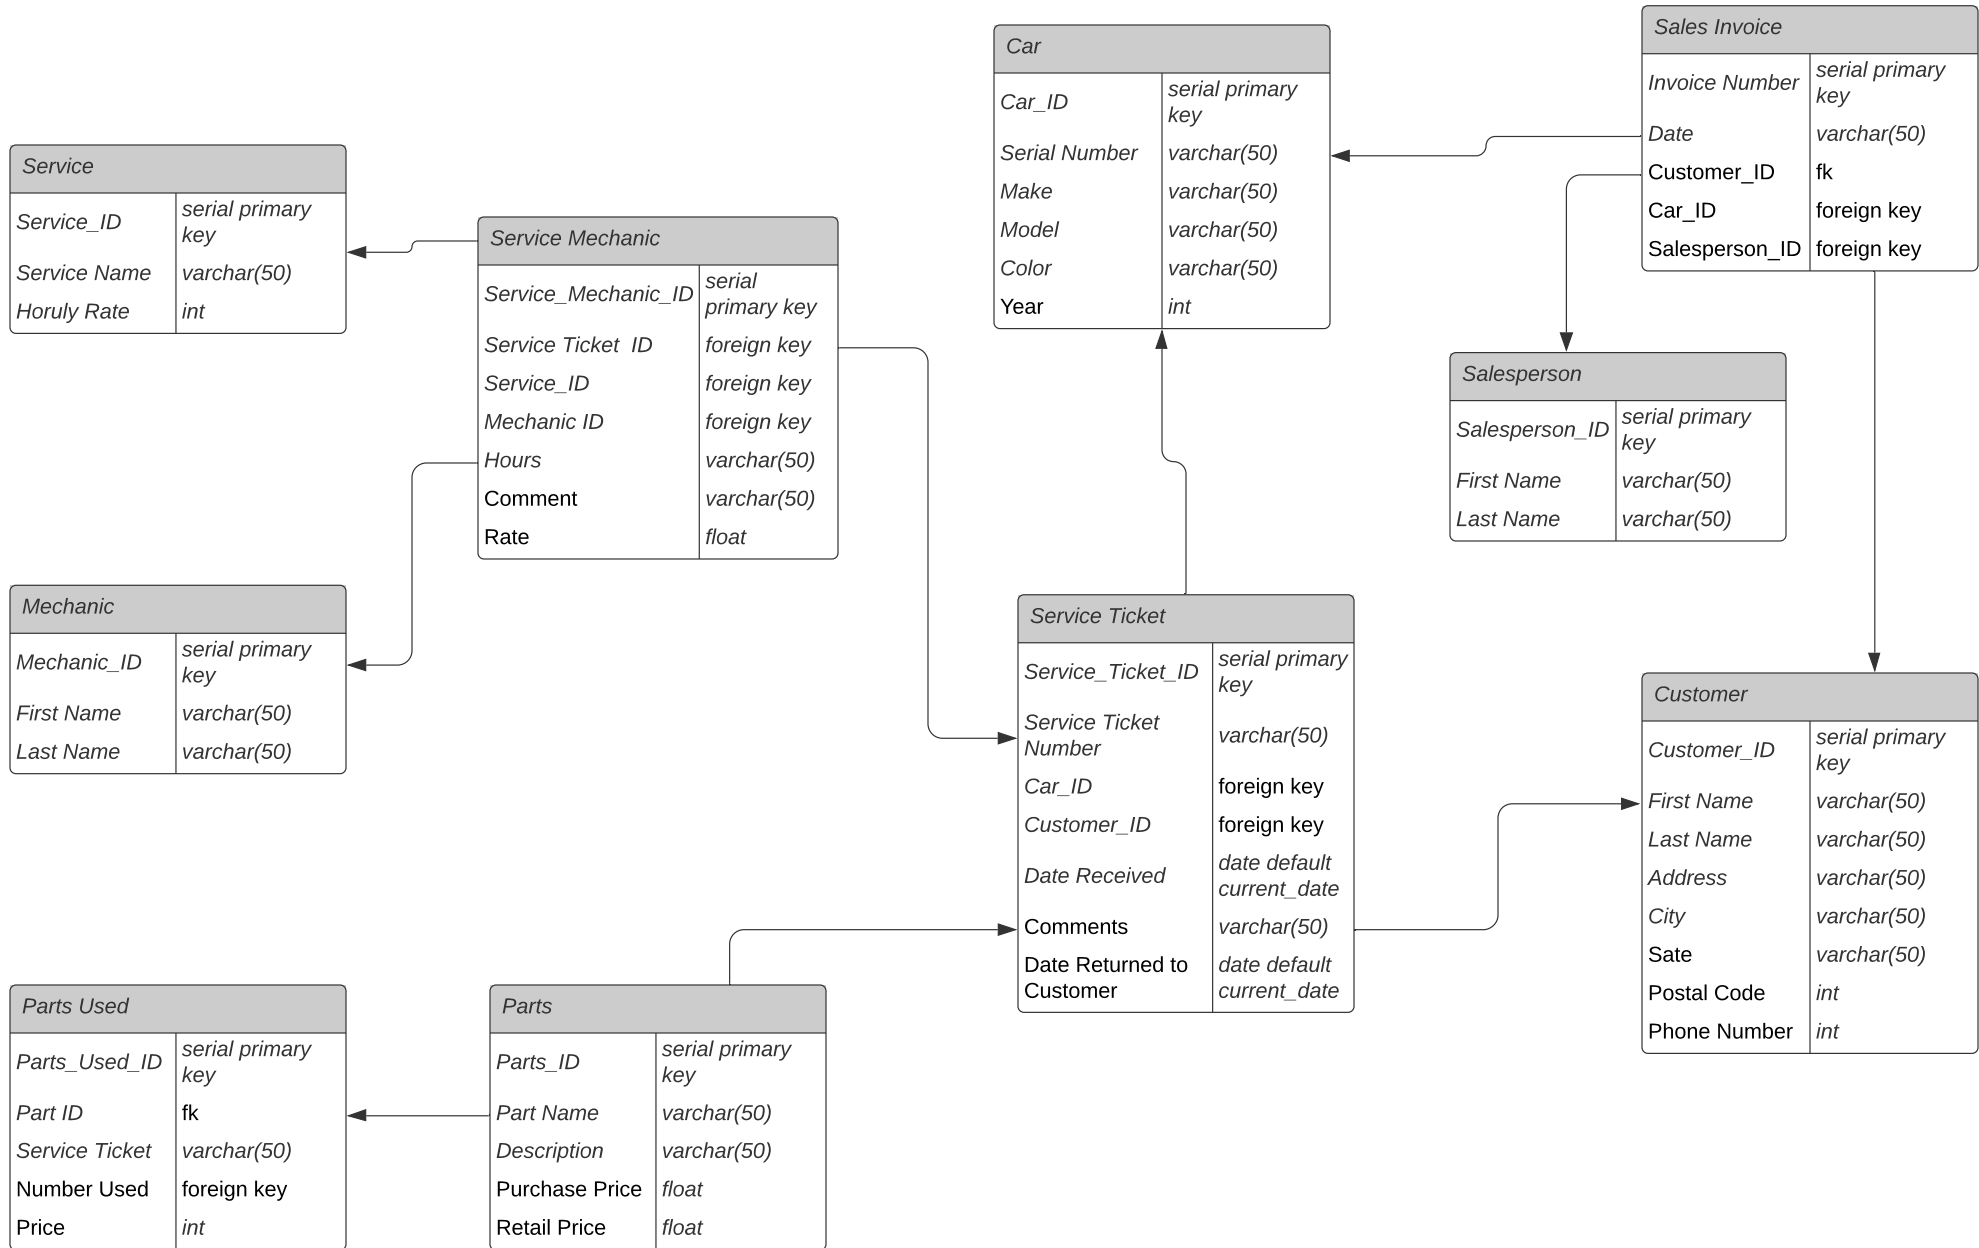 Service
Service_ID serial primary
key
Service Name varchar(50)
Horuly Rate int
Service Mechanic
Service_Mechanic_ID serial
primary key
Service Ticket  ID foreign key
Service_ID foreign key
Mechanic ID foreign key
Hours varchar(50)
Comment varchar(50)
Rate float
Mechanic
Mechanic_ID serial primary
key
First Name varchar(50)
Last Name varchar(50)
Car
Car_ID serial primary
key
Serial Number varchar(50)
Make varchar(50)
Model varchar(50)
Color varchar(50)
Year int
Sales Invoice
Invoice Number serial primary
key
Date varchar(50)
Customer_ID fk
Car_ID foreign key
Salesperson_ID foreign key
Salesperson
Salesperson_ID serial primary
key
First Name varchar(50)
Last Name varchar(50)
Service Ticket
Service_Ticket_ID serial primary
key
Service Ticket
Number varchar(50)
Car_ID foreign key
Customer_ID foreign key
Date Received date default
current_date
Comments varchar(50)
Date Returned to date default
Customer current_date
Customer
Customer_ID serial primary
key
First Name varchar(50)
Last Name varchar(50)
Address varchar(50)
City varchar(50)
Sate varchar(50)
Postal Code int
Phone Number int
Parts Used
Parts_Used_ID serial primary
key
Part ID fk
Service Ticket varchar(50)
Number Used foreign key
Price int
Parts
Parts_ID serial primary
key
Part Name varchar(50)
Description varchar(50)
Purchase Price float
Retail Price float